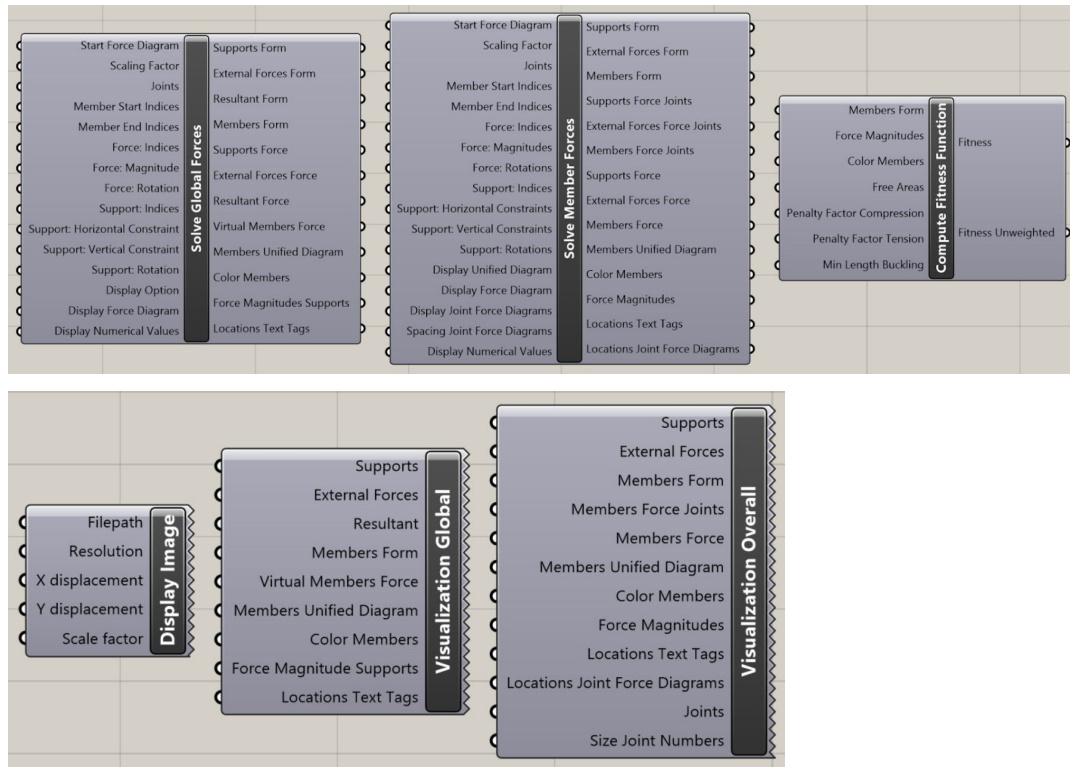 Start Force Diagram
Scaling Factor
Joints
Member Start Indices
Member End Indices
Force: Indices
Force: Magnitude
Force: Rotation
Support: Indices
Support: Horizontal Constraint
Support: Vertical Constraint
Support: Rotation
Display Option
Display Force Diagram
Display Numerical Values
Solve Global Forces
Supports Form
External Forces Form
Resultant Form
Members Form
Supports Force
External Forces Force
Resultant Force
Virtual Members Force
Members Unified Diagram
Color Members
Force Magnitudes Supports
Locations Text Tags
Start Force Diagram
Scaling Factor
Joints
Member Start Indices
Member End Indices
Force: Indices
Force: Magnitudes
Force: Rotations
Support: Indices
Support: Horizontal Constraints
Support: Vertical Constraints
Support: Rotations
Display Unified Diagram
Display Force Diagram
Display Joint Force Diagrams
Spacing Joint Force Diagrams
Display Numerical Values
Solve Member Forces
Supports Form
External Forces Form
Members Form
Supports Force Joints
External Forces Force Joints
Members Force Joints
Supports Force
External Forces Force
Members Force
Members Unified Diagram
Color Members
Force Magnitudes
Locations Text Tags
Locations Joint Force Diagrams
Members Form
Force Magnitudes
Color Members
Free Areas
Penalty Factor Compression
Penalty Factor Tension
Min Length Buckling
Compute Fitness Function
Fitness
Fitness Unweighted
Filepath
Resolution
X displacement
Y displacement
Scale factor
Display Image
Supports
External Forces
Resultant
Members Form
Virtual Members Force
Members Unified Diagram
Color Members
Force Magnitude Supports
Locations Text Tags
Visualization Global
Supports
External Forces
Members Form
Members Force Joints
Members Force
Members Unified Diagram
Color Members
Force Magnitudes
Locations Text Tags
Locations Joint Force Diagrams
Joints
Size Joint Numbers
Visualization Overall